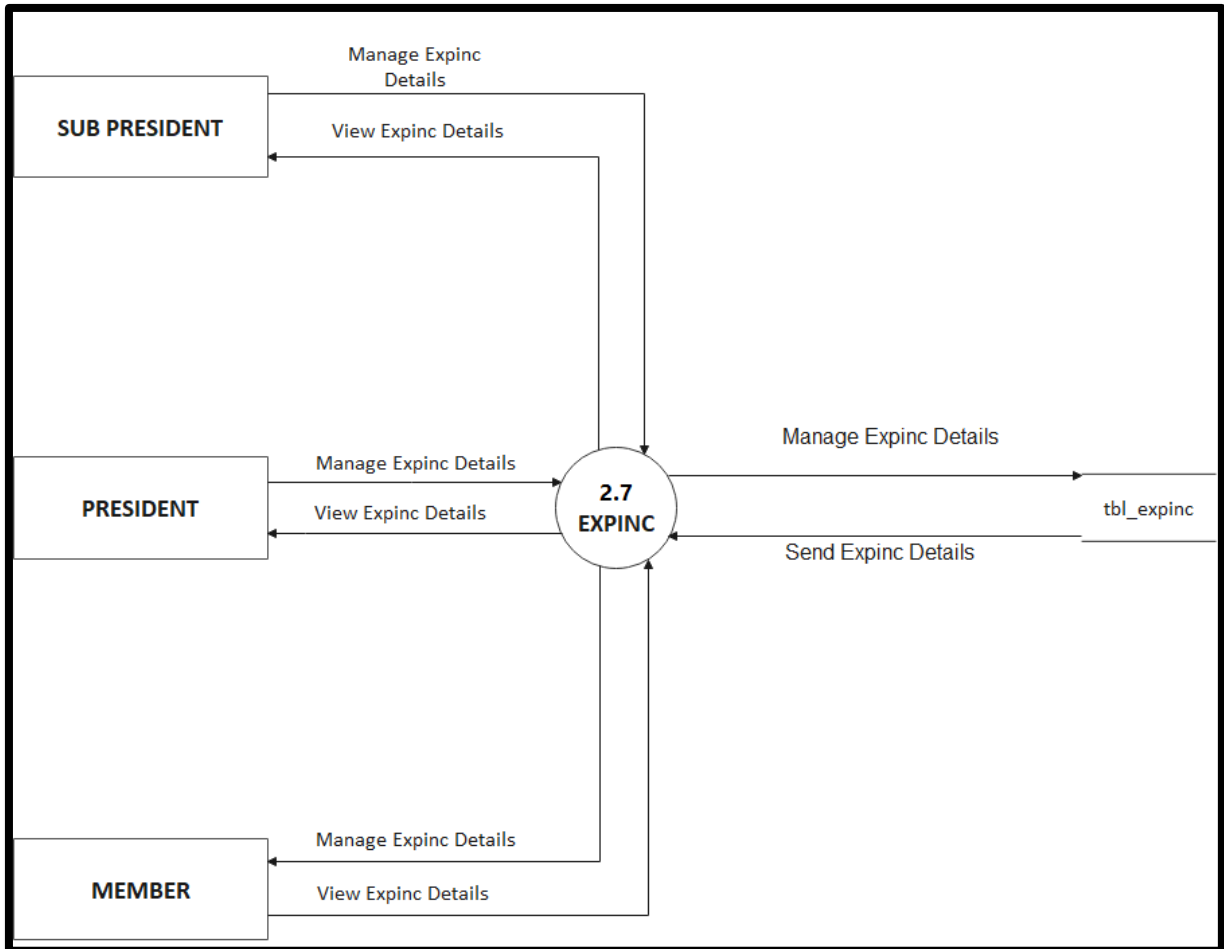 Manage Expinc
Details
SUB PRESIDENT
View Expinc Details
Manage Expinc Details
Manage Expinc Details
2.7
EXPINC
PRESIDENT
View Expinc Details
tbl_expinc
Send Expinc Details
Manage Expinc Details
MEMBER
View Expinc Details